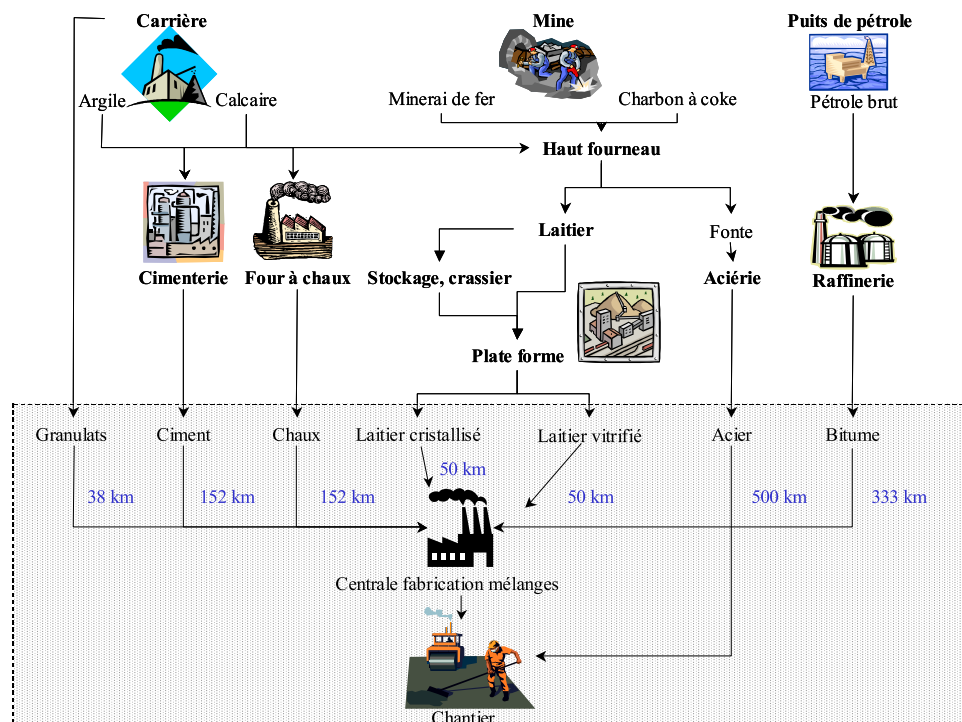 Carrière
Mine
Puits de pétrole
Argile
Calcaire
Minerai de fer
Charbon à coke
Pétrole brut
Haut fourneau
Laitier
Fonte
Cimenterie
Four à chaux
Stockage, crassier
Aciérie
Raffinerie
Plate forme
Granulats
Ciment
Chaux
Laitier cristallisé
Laitier vitrifié
Acier
Bitume
50 km
38 km
152 km
152 km
50 km
500 km
333 km
Centrale fabrication mélanges
Chantier